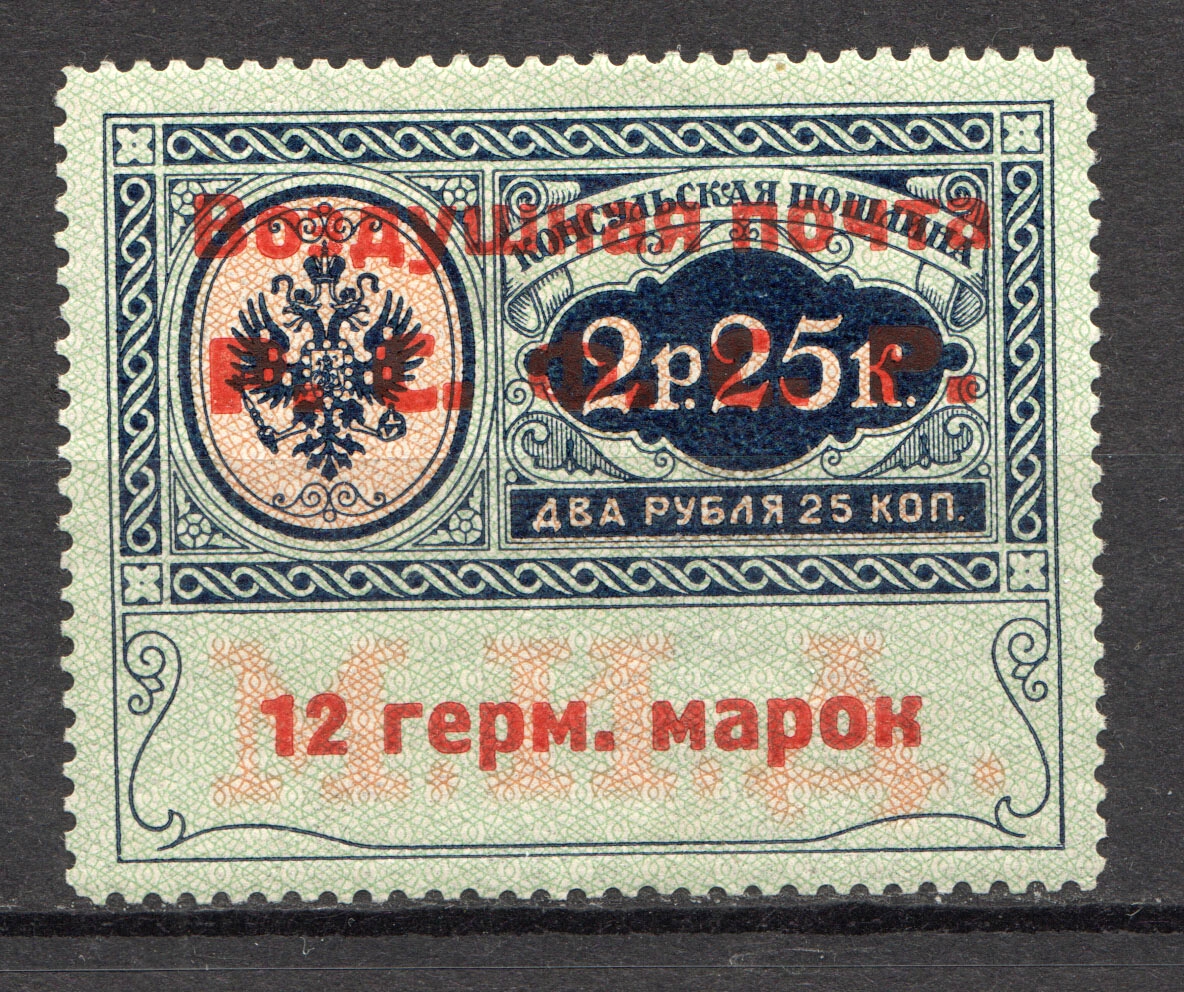 КОНСУЛЬСКАЯ ПОШЛИНА
Воздушная почта
2р.25к.
Р. С. Ф. С. Р.
ДВА РУБЛЯ 25 КОП.
М.И.Д.
12 герм. марок